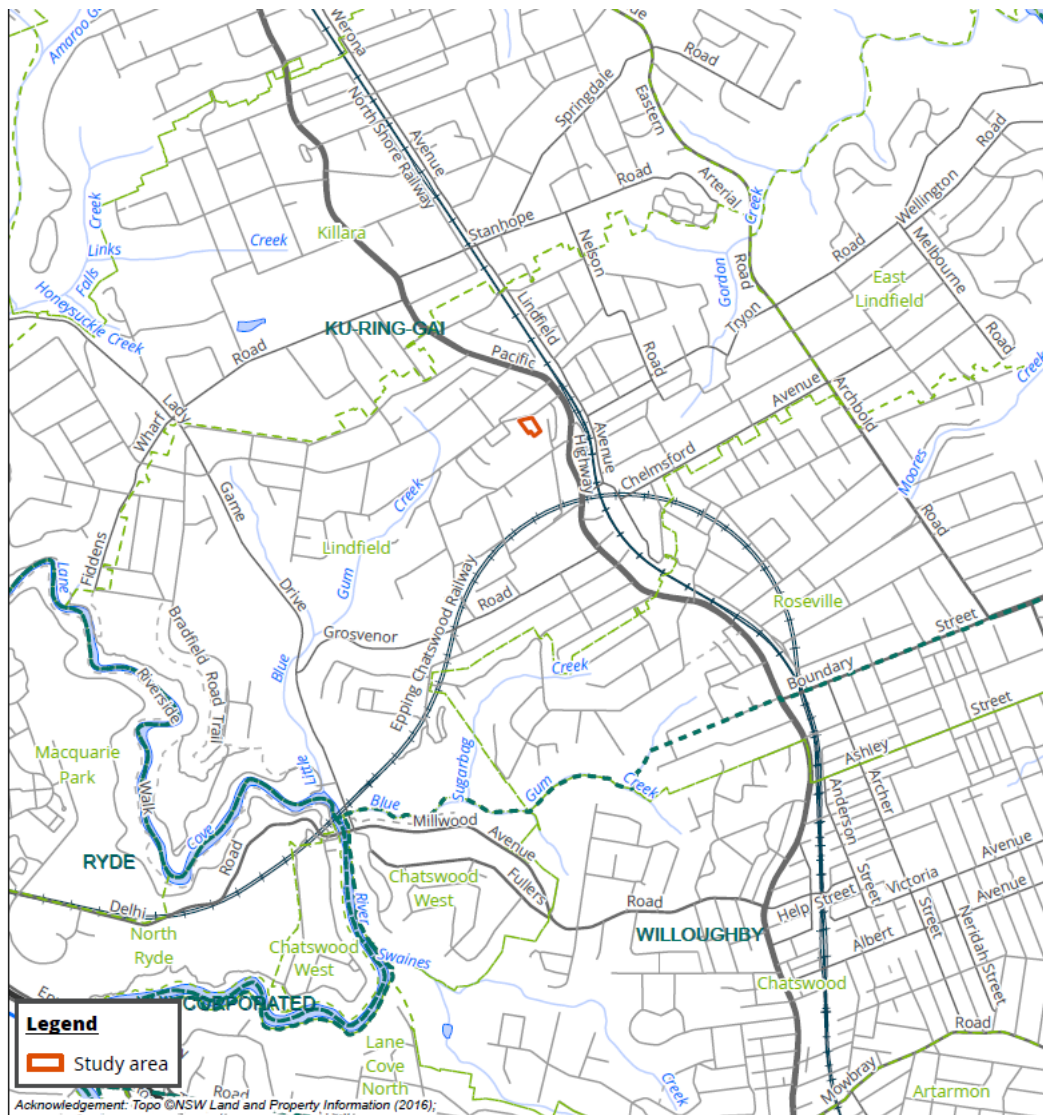 Amaroo
Werona
Avenue
North Shore Railway
Road
Springdale
Eastern
Arterial
Road
Road
Stanhope
Road
Creek
Wellington
Road
Melbourne
Road
Creek
Links
Creek
Falls
Honeysuckle Creek
Killara
Nelson
Road
Gordon
Creek
East
Lindfield
Lindfield
Avenue
KU-RING-GAI
Road
Pacific
Highway
Tryon
Road
Avenue
Chelmsford
Archbold
Road
Moores
Creek
Lady
Game
Drive
Wharf
Fiddens
Creek
Gum
Blue
Little
Lindfield
Lane
Cove
River
Bradfield Road Trail
Riverside
Walk
Grosvenor
Road
Epping Chatswood Railway
Roseville
Boundary
Street
Creek
Sugarbag
Street
Ashley
Macquarie
Park
Blue
Gum
Creek
Millwood
Avenue
Archer
Street
Anderson
Street
RYDE
Road
Delhi
Chatswood
West
Fullers
Road
Help Street
Victoria
Avenue
Albert
Avenue
Neridah Street
North
Ryde
Chatswood
West
Swaines
Creek
WILLOUGHBY
Chatswood
CORPORATED
Lane
Cove
North
Road
Mowbray
Road
Artarmon
Legend
Study area
Acknowledgement: Topo ©NSW Land and Property Information (2016);